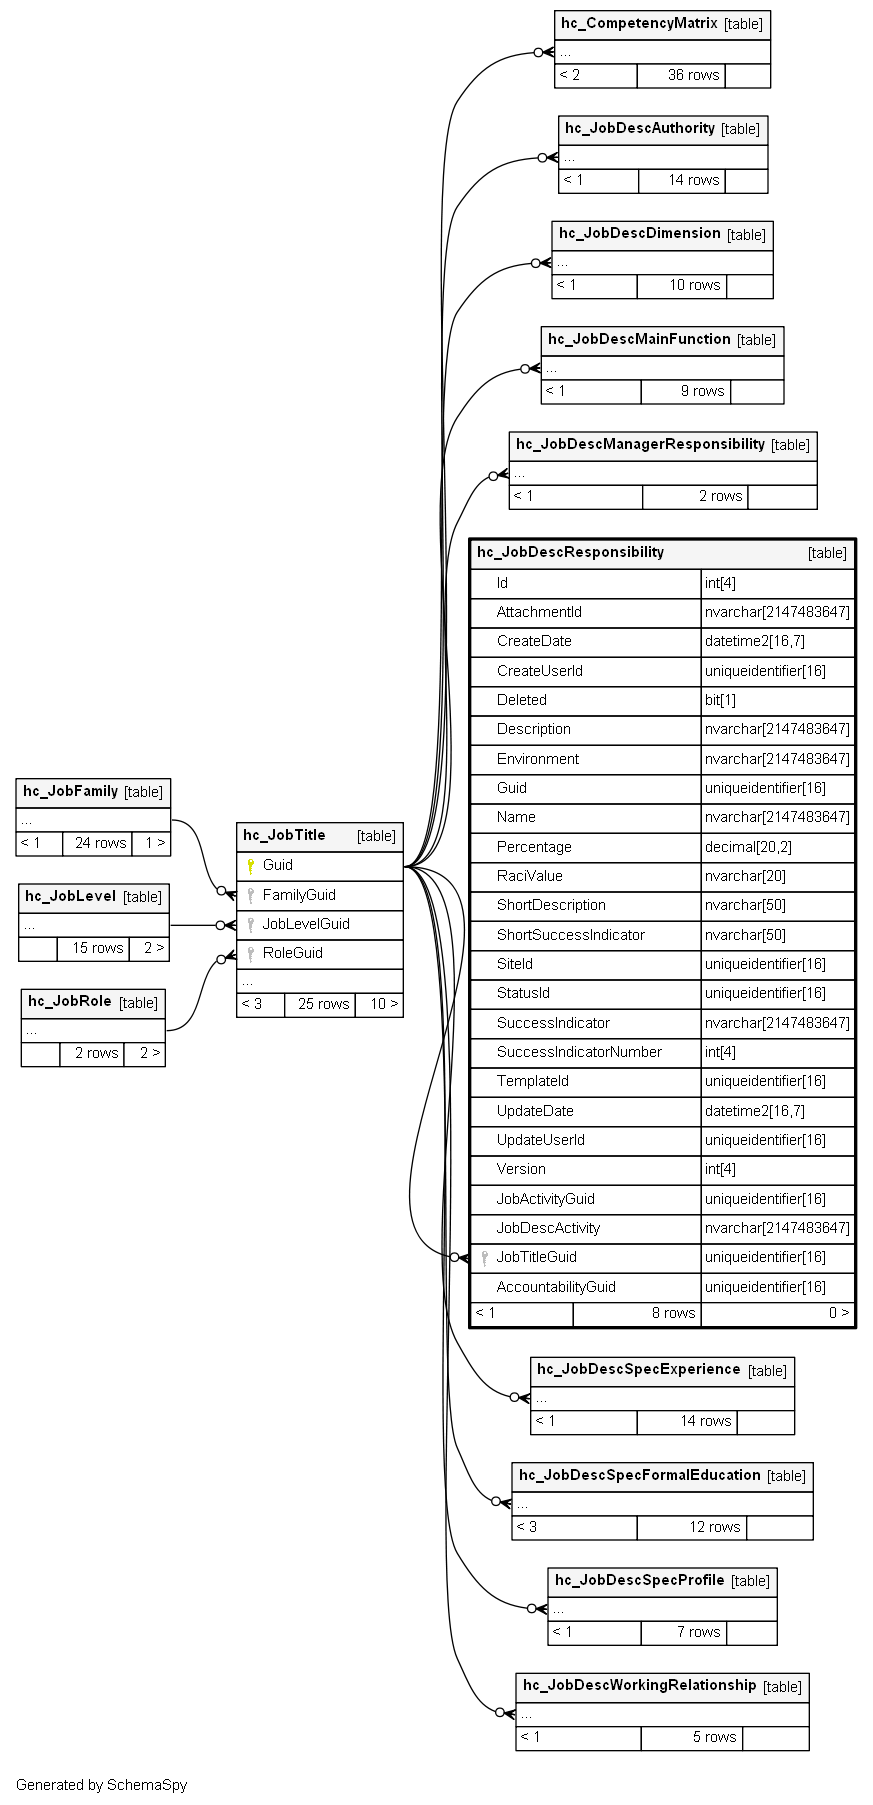 hc_CompetencyMatrix [table]
...
< 2 36 rows
hc_JobDescAuthority [table]
...
< 1 14 rows
hc_JobDescDimension [table]
...
< 1 10 rows
hc_JobDescMainFunction [table]
...
< 1 9 rows
hc_JobDescManagerResponsibility [table]
...
< 1 2 rows
hc_JobDescResponsibility [table]
Id int[4]
AttachmentId nvarchar[2147483647]
CreateDate datetime2[16,7]
CreateUserId uniqueidentifier[16]
Deleted bit[1]
Description nvarchar[2147483647]
Environment nvarchar[2147483647]
Guid uniqueidentifier[16]
Name nvarchar[2147483647]
Percentage decimal[20,2]
RaciValue nvarchar[20]
ShortDescription nvarchar[50]
ShortSuccessIndicator nvarchar[50]
SiteId uniqueidentifier[16]
StatusId uniqueidentifier[16]
SuccessIndicator nvarchar[2147483647]
SuccessIndicatorNumber int[4]
TemplateId uniqueidentifier[16]
UpdateDate datetime2[16,7]
UpdateUserId uniqueidentifier[16]
Version int[4]
JobActivityGuid uniqueidentifier[16]
JobDescActivity nvarchar[2147483647]
JobTitleGuid uniqueidentifier[16]
AccountabilityGuid uniqueidentifier[16]
< 1 8 rows 0 >
hc_JobFamily [table]
...
< 1 24 rows 1 >
hc_JobLevel [table]
...
15 rows 2 >
hc_JobRole [table]
...
2 rows 2 >
hc_JobTitle [table]
Guid
FamilyGuid
JobLevelGuid
RoleGuid
...
< 3 25 rows 10 >
hc_JobDescSpecExperience [table]
...
< 1 14 rows
hc_JobDescSpecFormalEducation [table]
...
< 3 12 rows
hc_JobDescSpecProfile [table]
...
< 1 7 rows
hc_JobDescWorkingRelationship [table]
...
< 1 5 rows
Generated by SchemaSpy